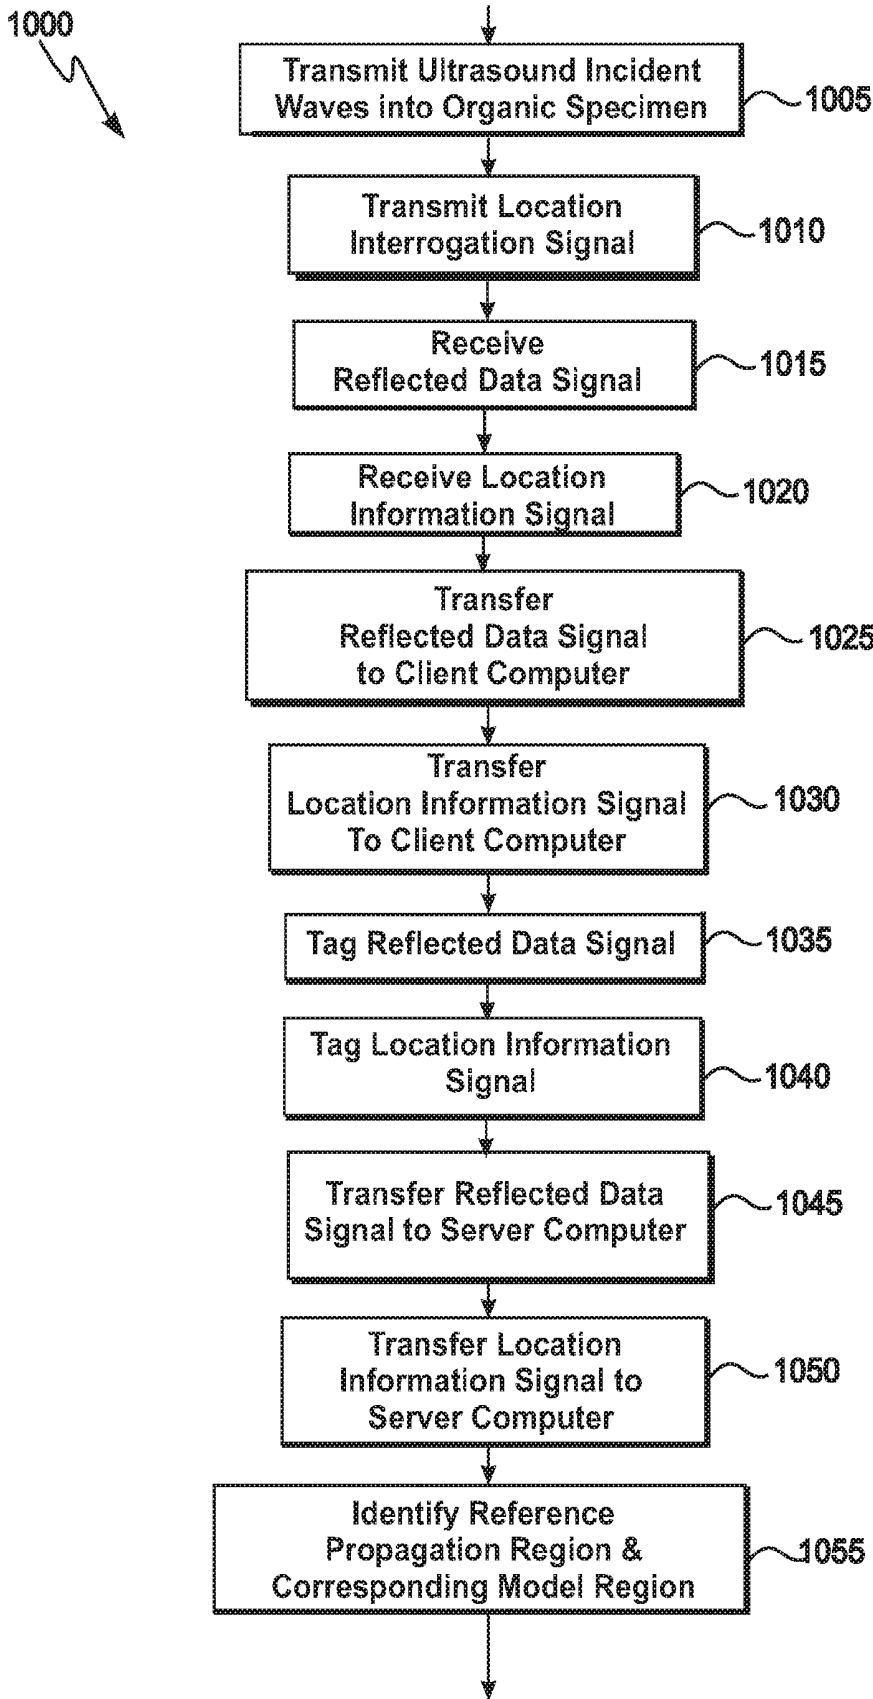 1000
Transmit Ultrasound Incident
Waves into Organic Specimen
1005
Transmit Location
Interrogation Signal
1010
Receive
Reflected Data Signal
1015
Receive Location
Information Signal
1020
Transfer
Reflected Data Signal
to Client Computer
1025
Transfer
Location Information Signal
To Client Computer
1030
Tag Reflected Data Signal
1035
Tag Location Information
Signal
1040
Transfer Reflected Data
Signal to Server Computer
1045
Transfer Location
Information Signal to
Server Computer
1050
Identify Reference
Propagation Region &
Corresponding Model Region
1055